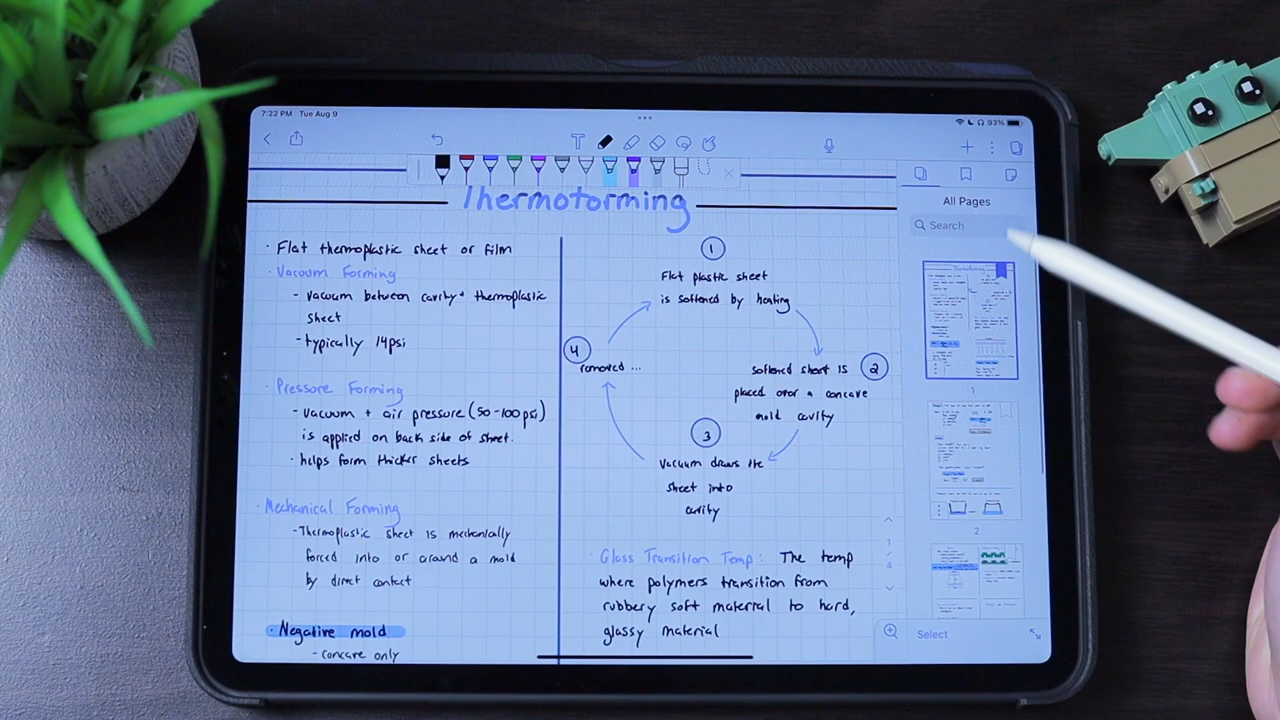 7:22 PM Tue Aug 9
93%
All Pages
Search
Thermoforming
· Flat thermoplastic sheet or film
· Vacuum Forming
- Vacuum between cavity + thermoplastic
sheet
- typically 14psi
· Pressure Forming
- Vacuum + air pressure (50-100psi)
is applied on back side of sheet.
- helps form thicker sheets
· Mechanical Forming
- Thermoplastic sheet is mechanically
forced into or around a mold
by direct contact
· Negative mold
- concave only
1
Flat plastic sheet
is softened by heating
2
softened sheet is
placed over a concave
mold cavity
3
Vacuum draws the
sheet into
cavity
4
removed ...
· Glass Transition Temp: The temp
where polymers transition from
rubbery soft material to hard,
glassy material
1
/
4
1
2
Select